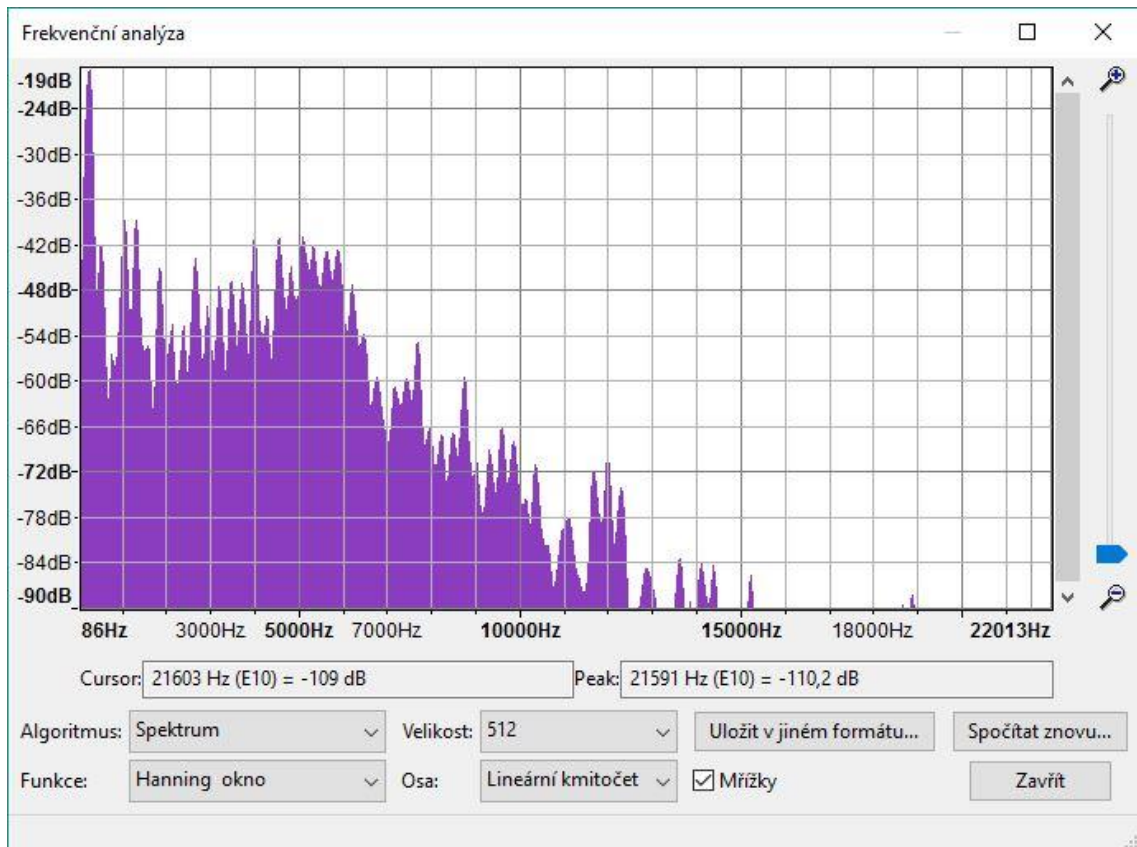 Frekvenční analýza
-19dB
-24dB
-30dB
-36dB
-42dB
-48dB
-54dB
-60dB
-66dB
-72dB
-78dB
-84dB
-90dB
86Hz 3000Hz 5000Hz 7000Hz 10000Hz 15000Hz 18000Hz 22013Hz
Cursor: 21603 Hz (E10) = -109 dB Peak: 21591 Hz (E10) = -110,2 dB
Algoritmus: Spektrum Velikost: 512 Uložit v jiném formátu... Spočítat znovu...
Funkce: Hanning okno Osa: Lineární kmitočet Mřížky Zavřít